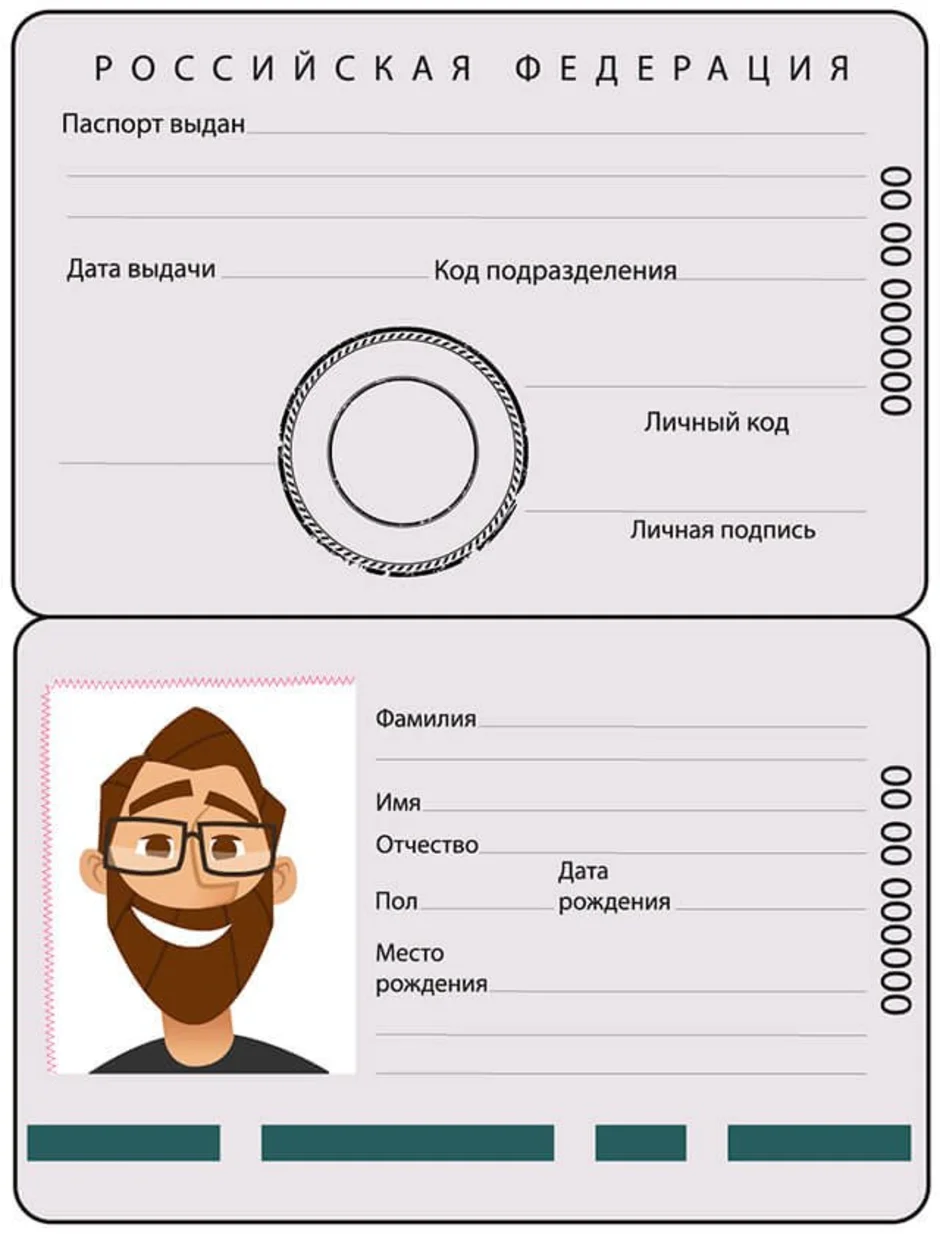 РОССИЙСКАЯ ФЕДЕРАЦИЯ
Паспорт выдан
Дата выдачи Код подразделения
00 00 000000
Личный код
Личная подпись
Фамилия
Имя
Отчество
Пол Дата рождения
Место
рождения
00 00 000000